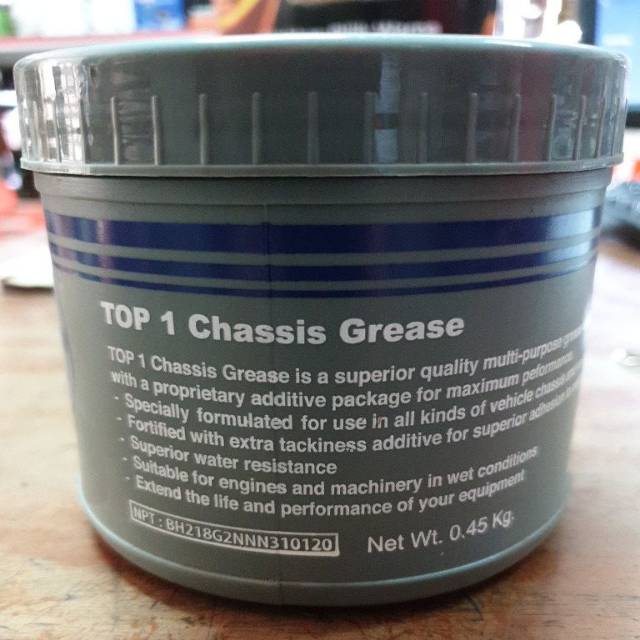 TOP 1 Chassis Grease
TOP 1 Chassis Grease is a superior quality multi-purpose grease
with a proprietary additive package for maximum peformance.
- Specially formulated for use in all kinds of vehicle chassis
- Fortified with extra tackiness additive for superior adhesion
- Superior water resistance
- Suitable for engines and machinery in wet conditions
- Extend the life and performance of your equipment
NPT : BH218G2NNN310120
Net Wt. 0.45 Kg.